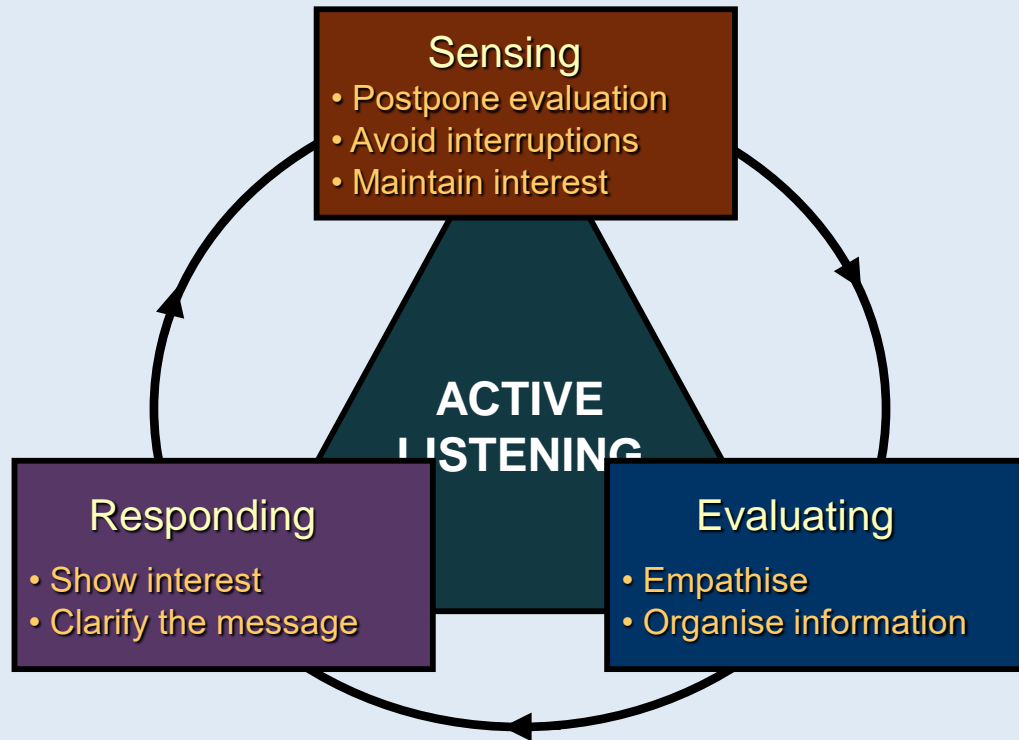 Sensing
• Postpone evaluation
• Avoid interruptions
• Maintain interest
ACTIVE
LISTENING
Responding
• Show interest
• Clarify the message
Evaluating
• Empathise
• Organise information